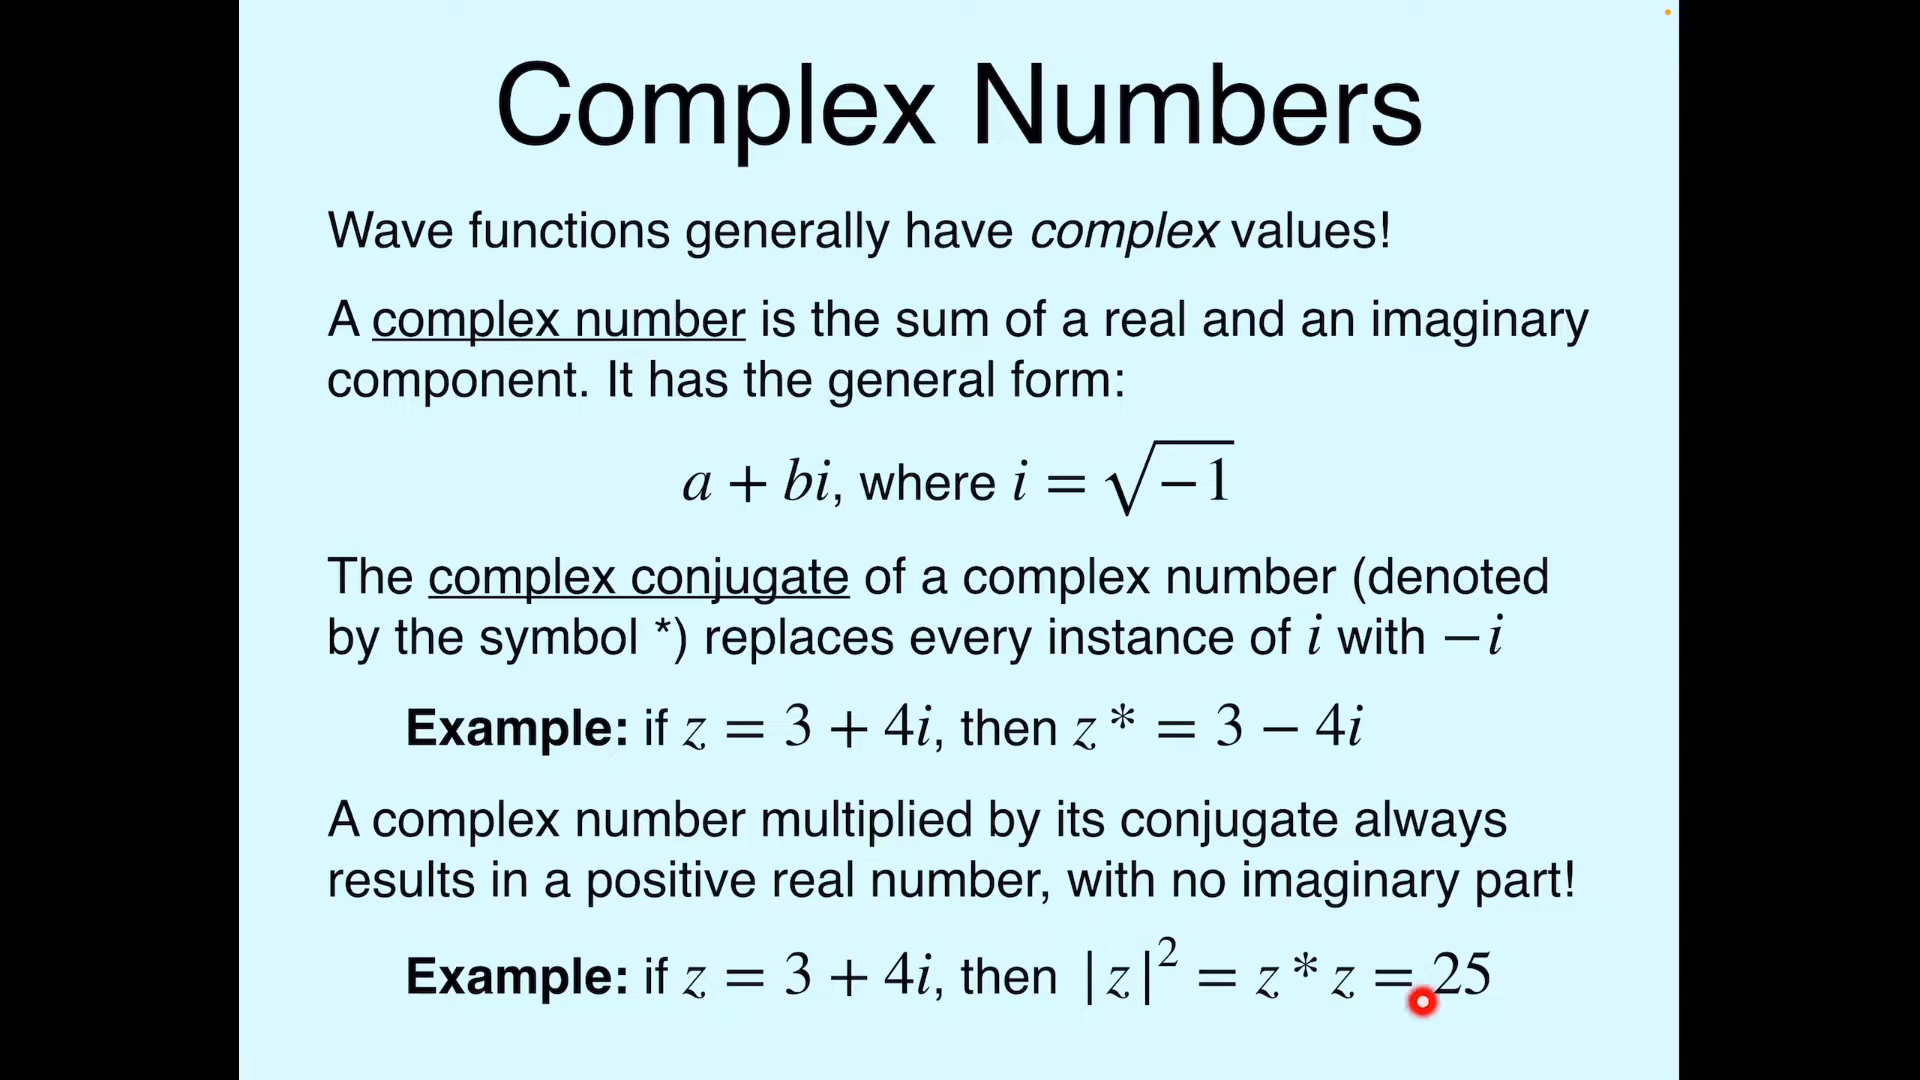 Complex Numbers
Wave functions generally have complex values!
A complex number is the sum of a real and an imaginary
component. It has the general form:
a + bi, where i = √−1
The complex conjugate of a complex number (denoted
by the symbol *) replaces every instance of i with −i
Example: if z = 3 + 4i, then z* = 3 − 4i
A complex number multiplied by its conjugate always
results in a positive real number, with no imaginary part!
Example: if z = 3 + 4i, then |z|² = z*z = 25